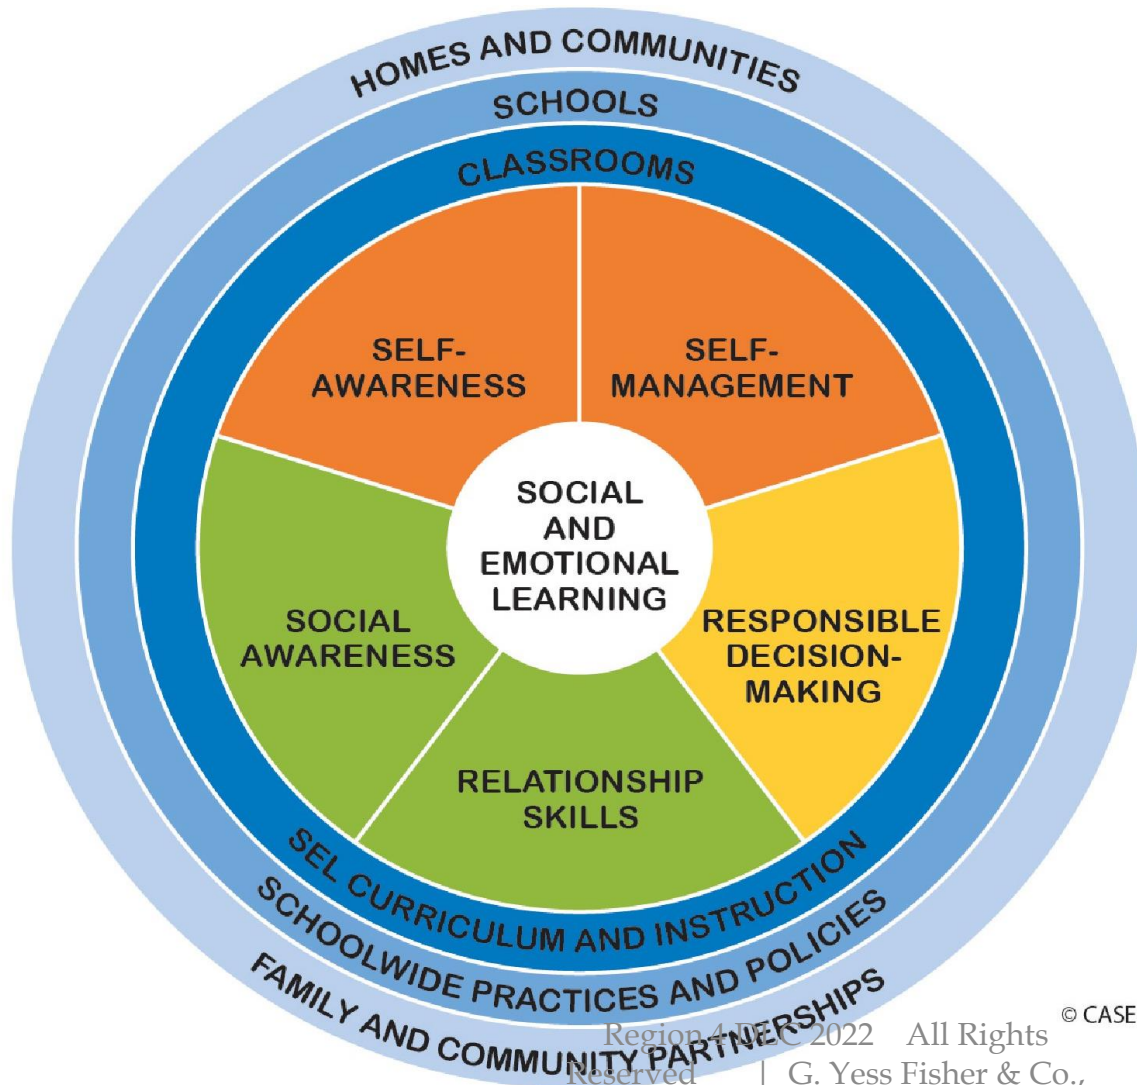 HOMES AND COMMUNITIES
SCHOOLS
CLASSROOMS
SELF-
AWARENESS
SELF-
MANAGEMENT
SOCIAL
AND
EMOTIONAL
LEARNING
SOCIAL
AWARENESS
RESPONSIBLE
DECISION-
MAKING
RELATIONSHIP
SKILLS
SEL CURRICULUM AND INSTRUCTION
SCHOOLWIDE PRACTICES AND POLICIES
FAMILY AND COMMUNITY PARTNERSHIPS
© CASE
Region 4 DLC 2022 All Rights
Reserved | G. Yess Fisher & Co.,